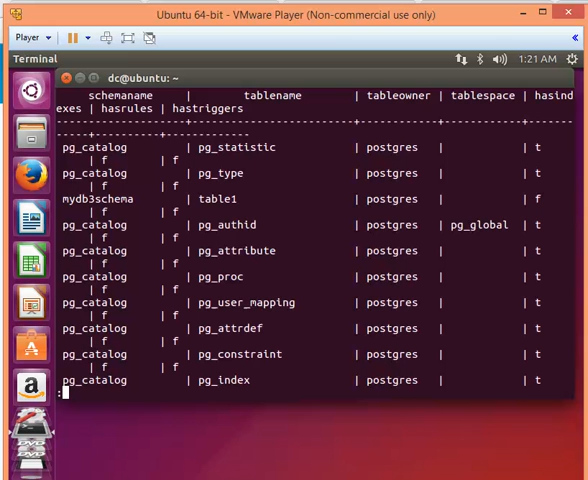 Ubuntu 64-bit - VMware Player (Non-commercial use only)
Player
Terminal 1:21 AM
dc@ubuntu: ~
schemaname | tablename | tableowner | tablespace | hasind
exes | hasrules | hastriggers
--------------------+-------------------------+------------+------------+-------
-----+----------+-------------
pg_catalog | pg_statistic | postgres | | t
| f | f
pg_catalog | pg_type | postgres | | t
| f | f
mydb3schema | table1 | postgres | | f
| f | f
pg_catalog | pg_authid | postgres | pg_global | t
| f | f
pg_catalog | pg_attribute | postgres | | t
| f | f
pg_catalog | pg_proc | postgres | | t
| f | f
pg_catalog | pg_user_mapping | postgres | | t
| f | f
pg_catalog | pg_attrdef | postgres | | t
| f | f
pg_catalog | pg_constraint | postgres | | t
| f | f
pg_catalog | pg_index | postgres | | t
: